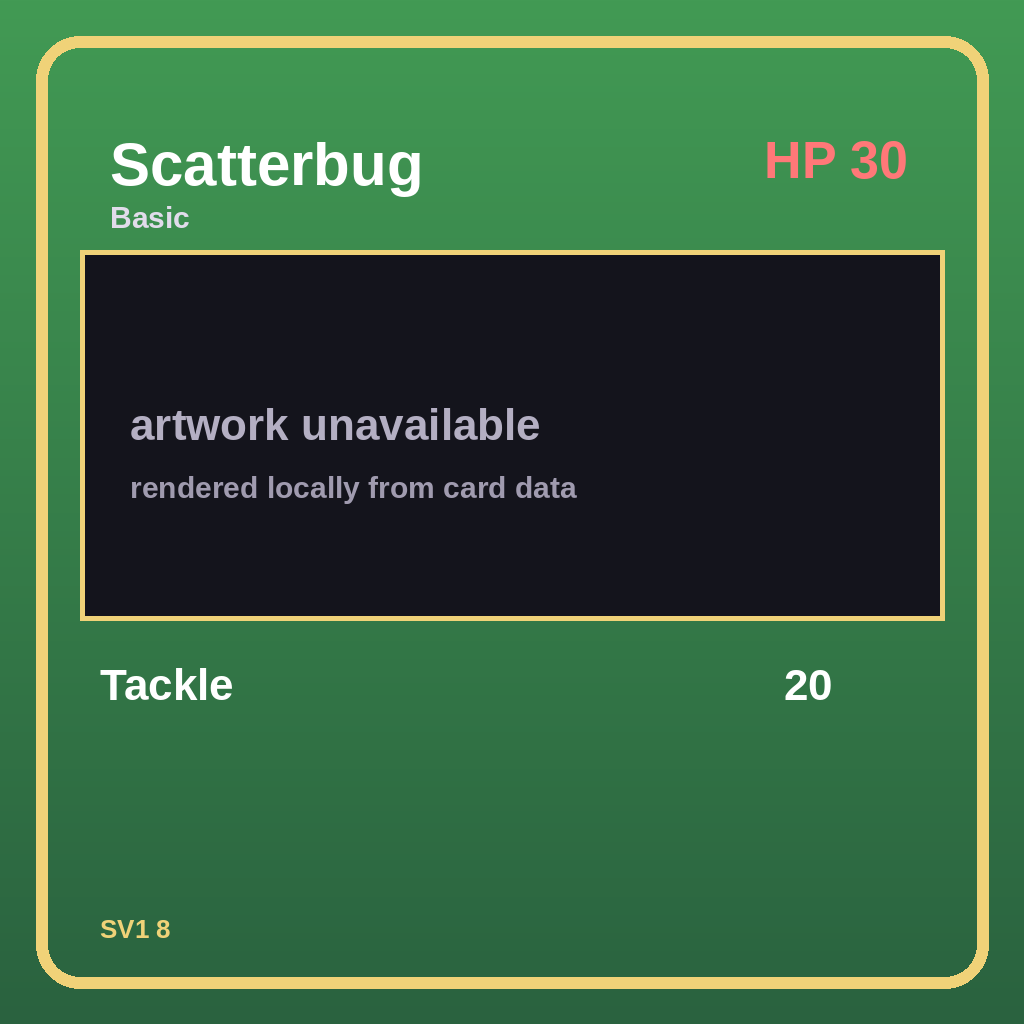 Scatterbug
HP 30
Basic
artwork unavailable
rendered locally from card data
Tackle
20
SV1 8